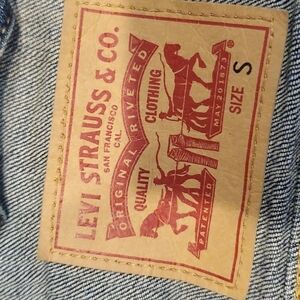 LEVI STRAUSS & CO.
SAN FRANCISCO
CAL.
ORIGINAL RIVETED
QUALITY CLOTHING
PATENTED
MAY 20 1873
SIZE S